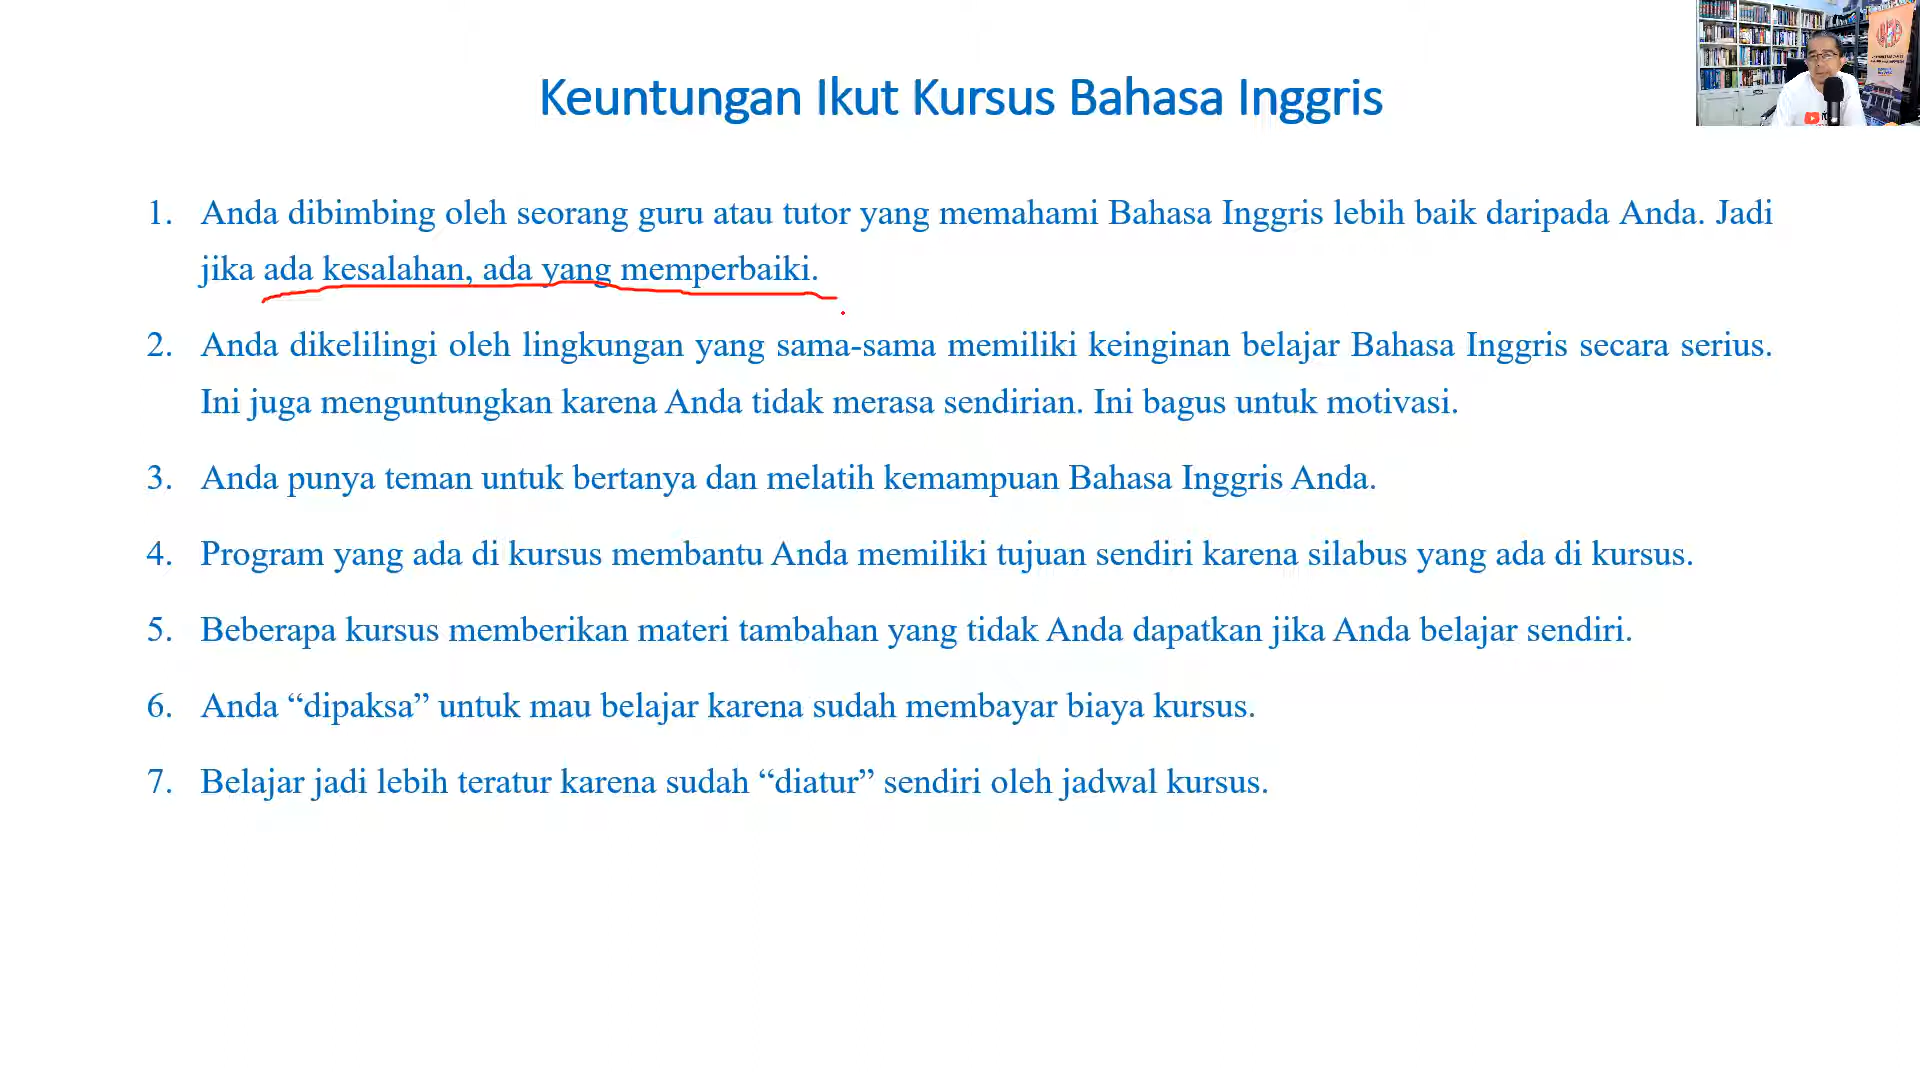 Keuntungan Ikut Kursus Bahasa Inggris
1. Anda dibimbing oleh seorang guru atau tutor yang memahami Bahasa Inggris lebih baik daripada Anda. Jadi
jika ada kesalahan, ada yang memperbaiki.
2. Anda dikelilingi oleh lingkungan yang sama-sama memiliki keinginan belajar Bahasa Inggris secara serius.
Ini juga menguntungkan karena Anda tidak merasa sendirian. Ini bagus untuk motivasi.
3. Anda punya teman untuk bertanya dan melatih kemampuan Bahasa Inggris Anda.
4. Program yang ada di kursus membantu Anda memiliki tujuan sendiri karena silabus yang ada di kursus.
5. Beberapa kursus memberikan materi tambahan yang tidak Anda dapatkan jika Anda belajar sendiri.
6. Anda “dipaksa” untuk mau belajar karena sudah membayar biaya kursus.
7. Belajar jadi lebih teratur karena sudah “diatur” sendiri oleh jadwal kursus.